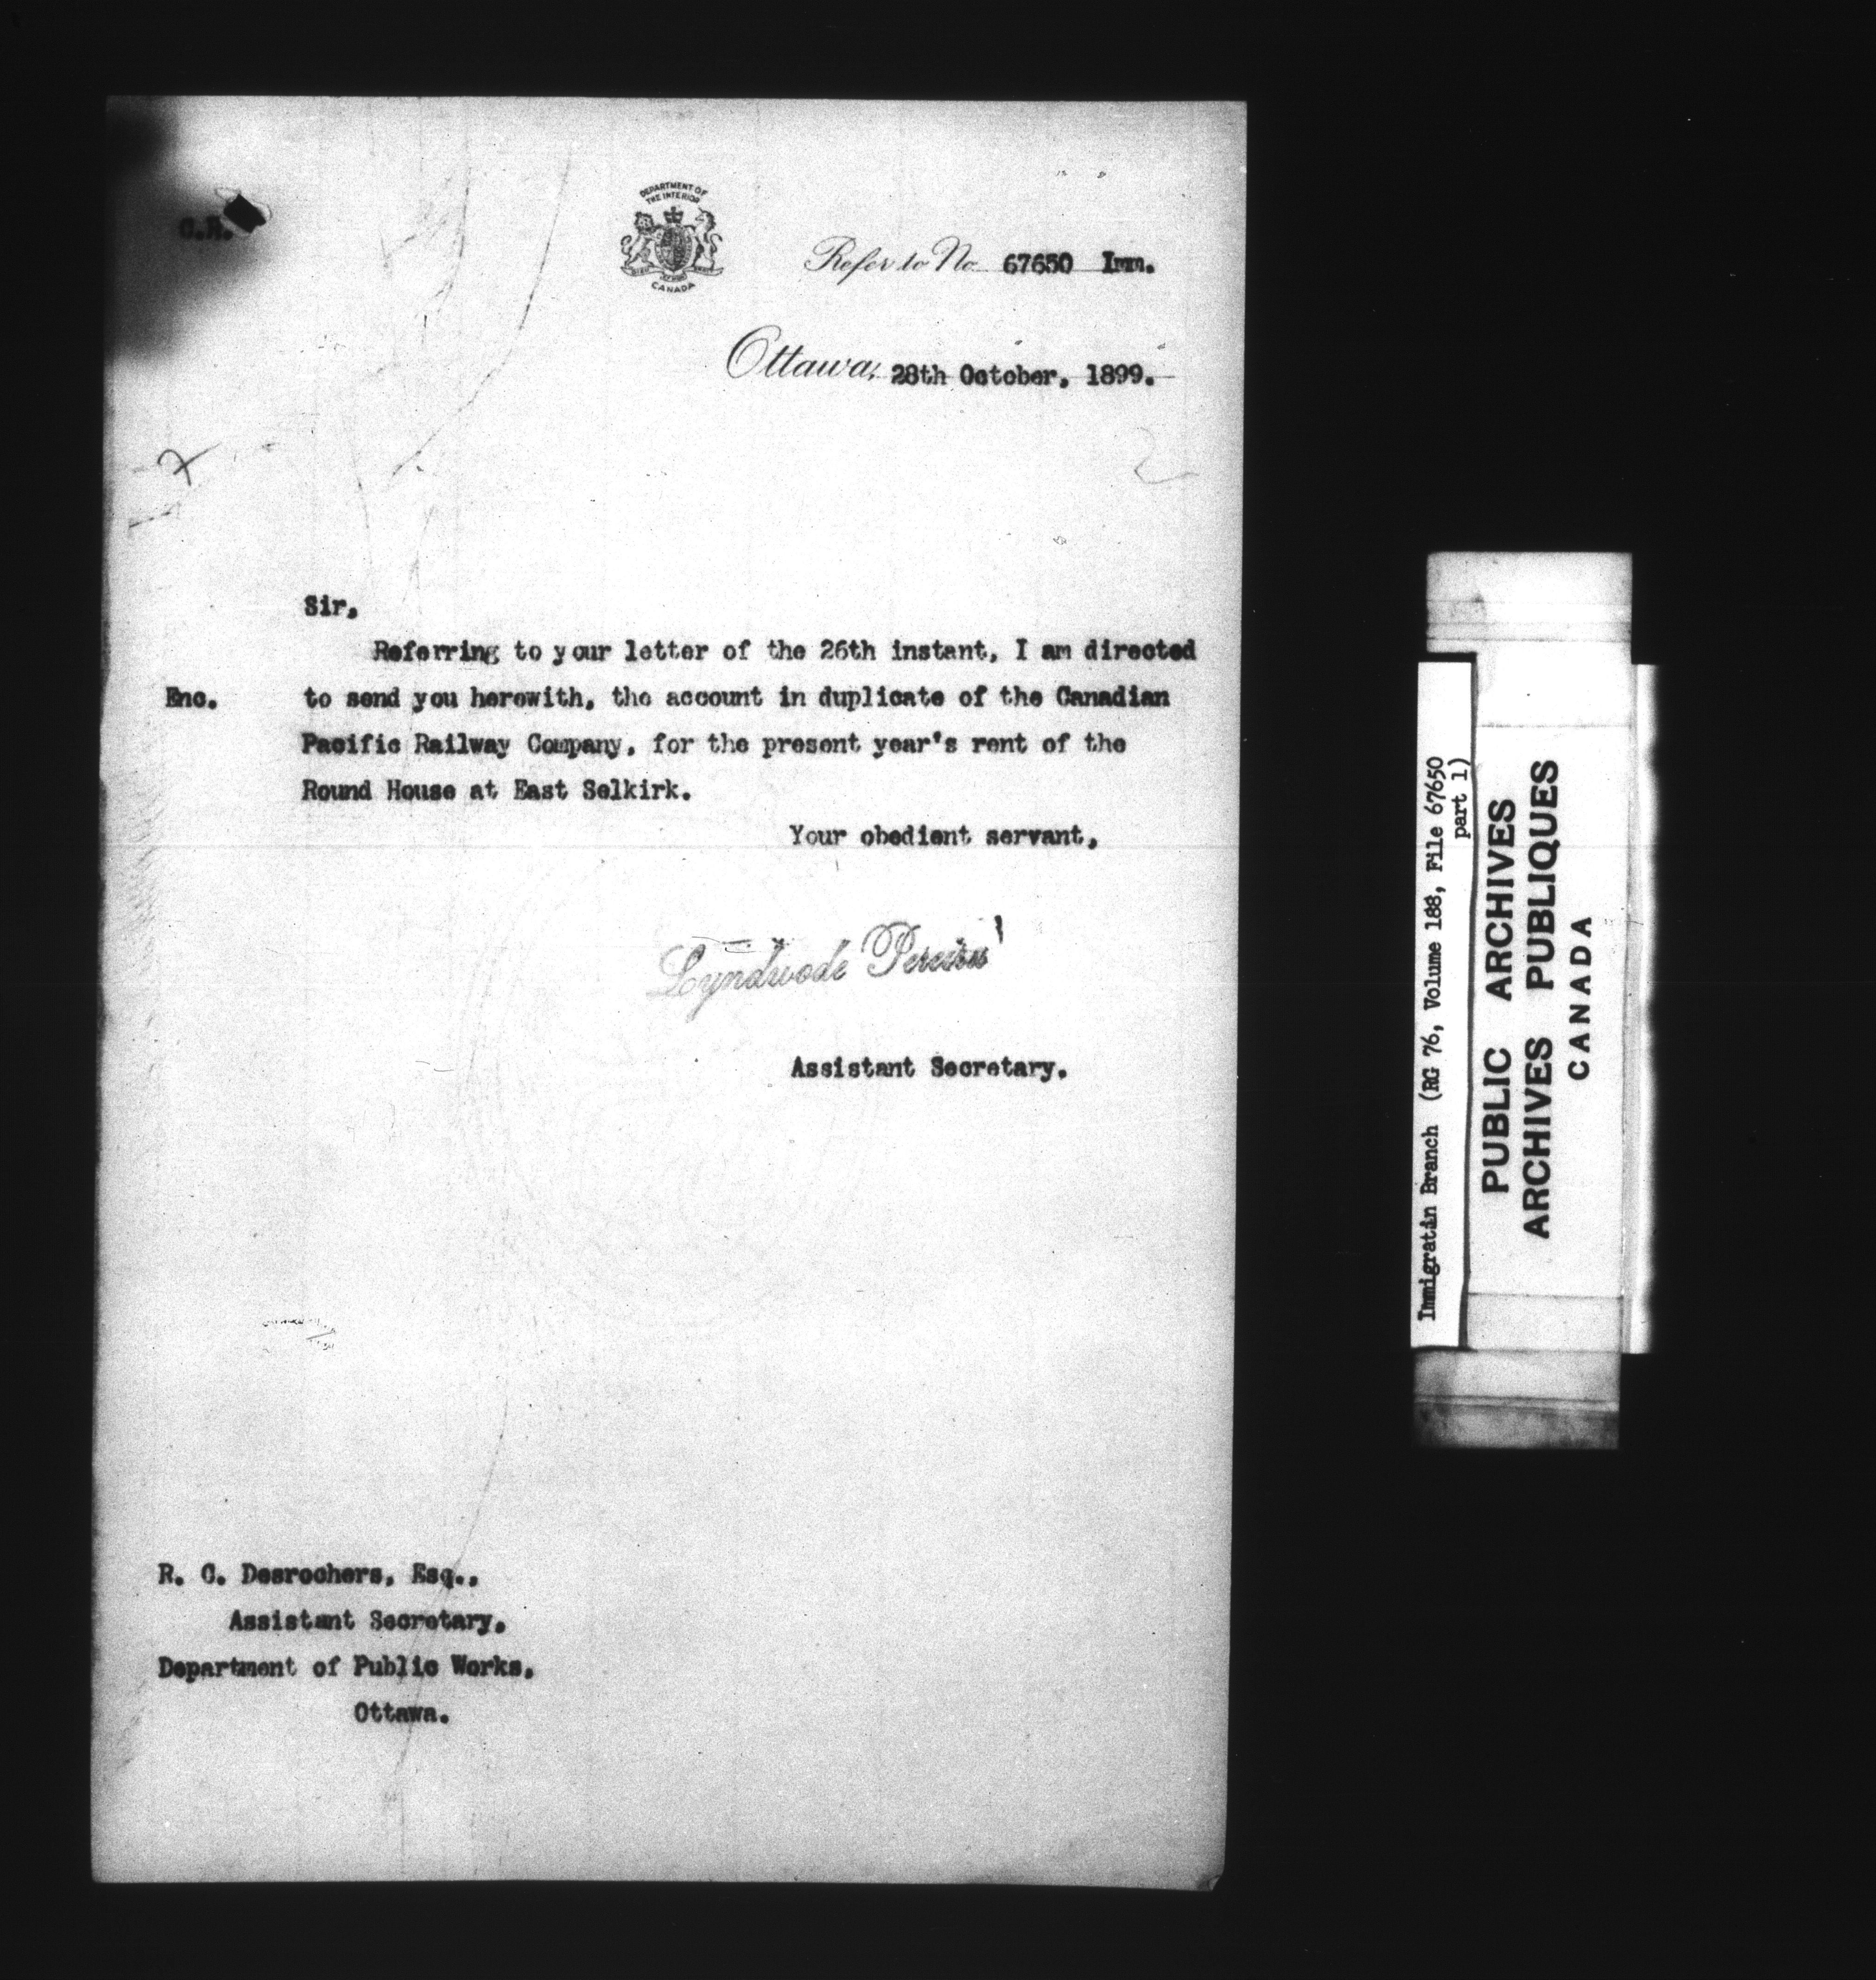 DEPARTMENT OF
THE INTERIOR
CANADA
Refer to No 67650 Imm.
Ottawa, 28th October, 1899.
Sir,
Referring to your letter of the 26th instant, I am directed
Enc. to send you herewith, the account in duplicate of the Canadian
Pacific Railway Company, for the present year's rent of the
Round House at East Selkirk.
Your obedient servant,
Lyndwode Pereira
Assistant Secretary.
R. C. Desrochers, Esq.,
Assistant Secretary,
Department of Public Works,
Ottawa.
Immigratin Branch (RG 76, Volume 188, File 67650
part 1)
PUBLIC ARCHIVES
ARCHIVES PUBLIQUES
CANADA